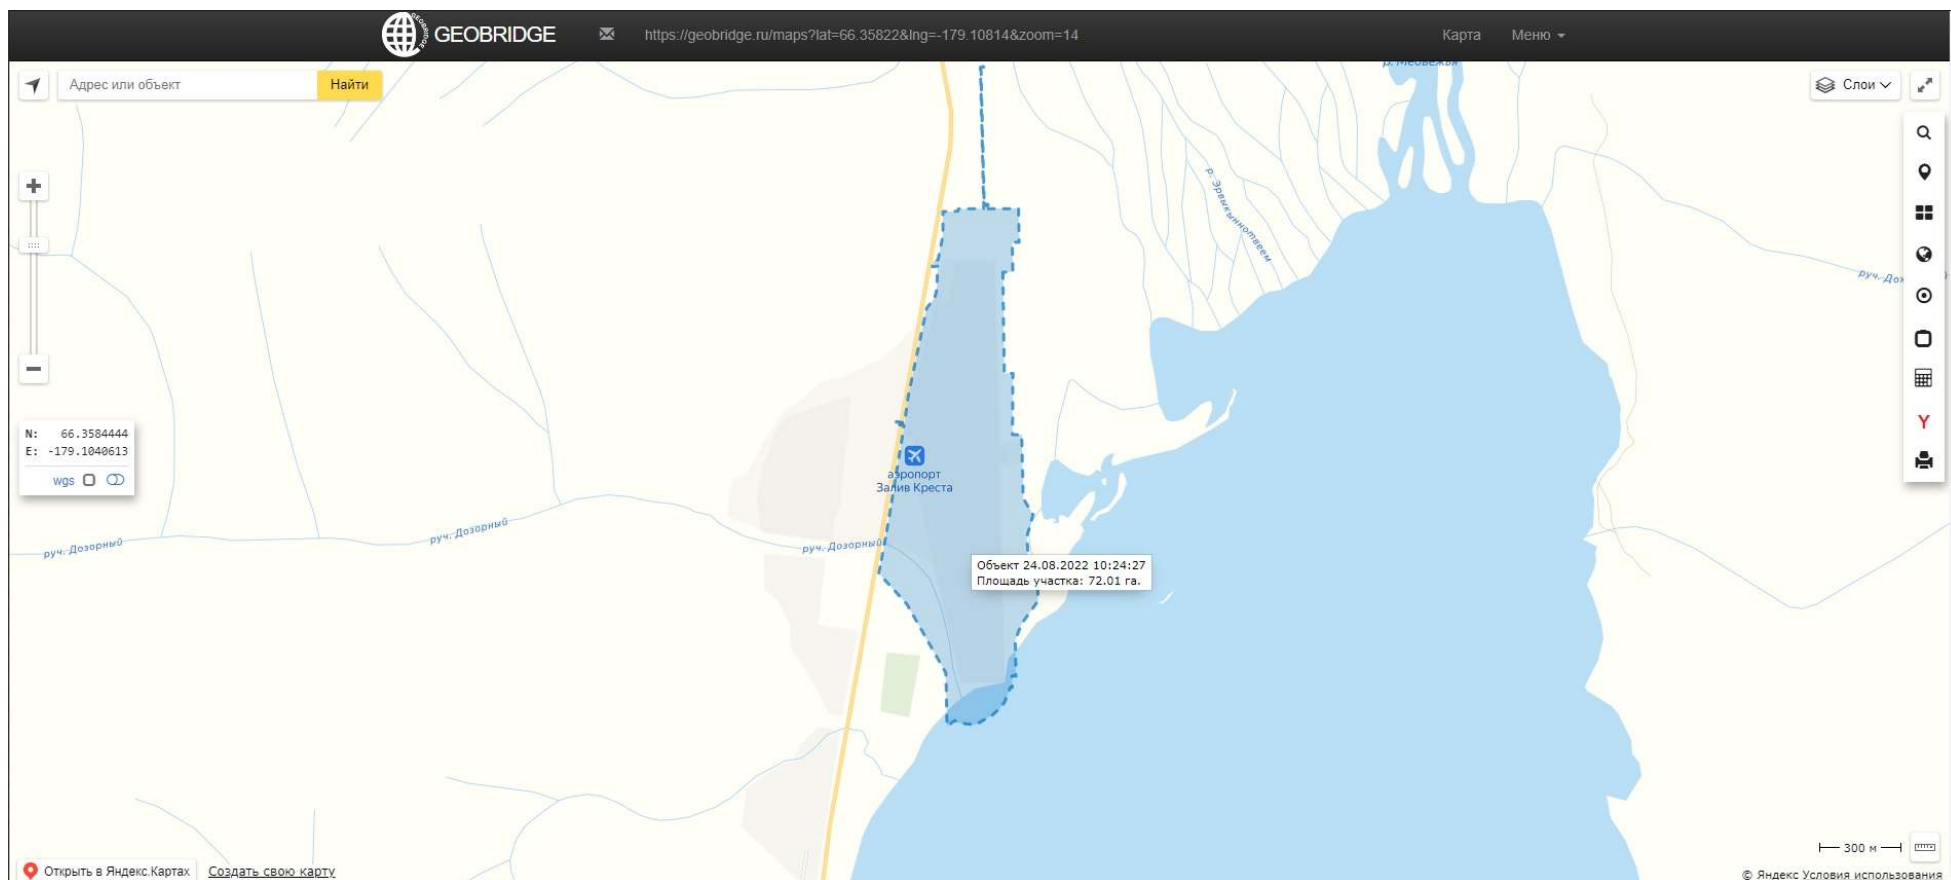 GEOBRIDGE
https://geobridge.ru/maps?lat=66.35822&lng=-179.10814&zoom=14
Карта
Меню
Адрес или объект
Найти
Слои
р. Медвежья
р. Эрвыкыннотвеем
руч. До
N: 66.3584444
E: -179.1040613
wgs
аэропорт
Залив Креста
руч. Дозорный
руч. Дозорный
руч. Дозорный
Объект 24.08.2022 10:24:27
Площадь участка: 72.01 га.
Y
300 м
Открыть в Яндекс.Картах
Создать свою карту
© Яндекс Условия использования